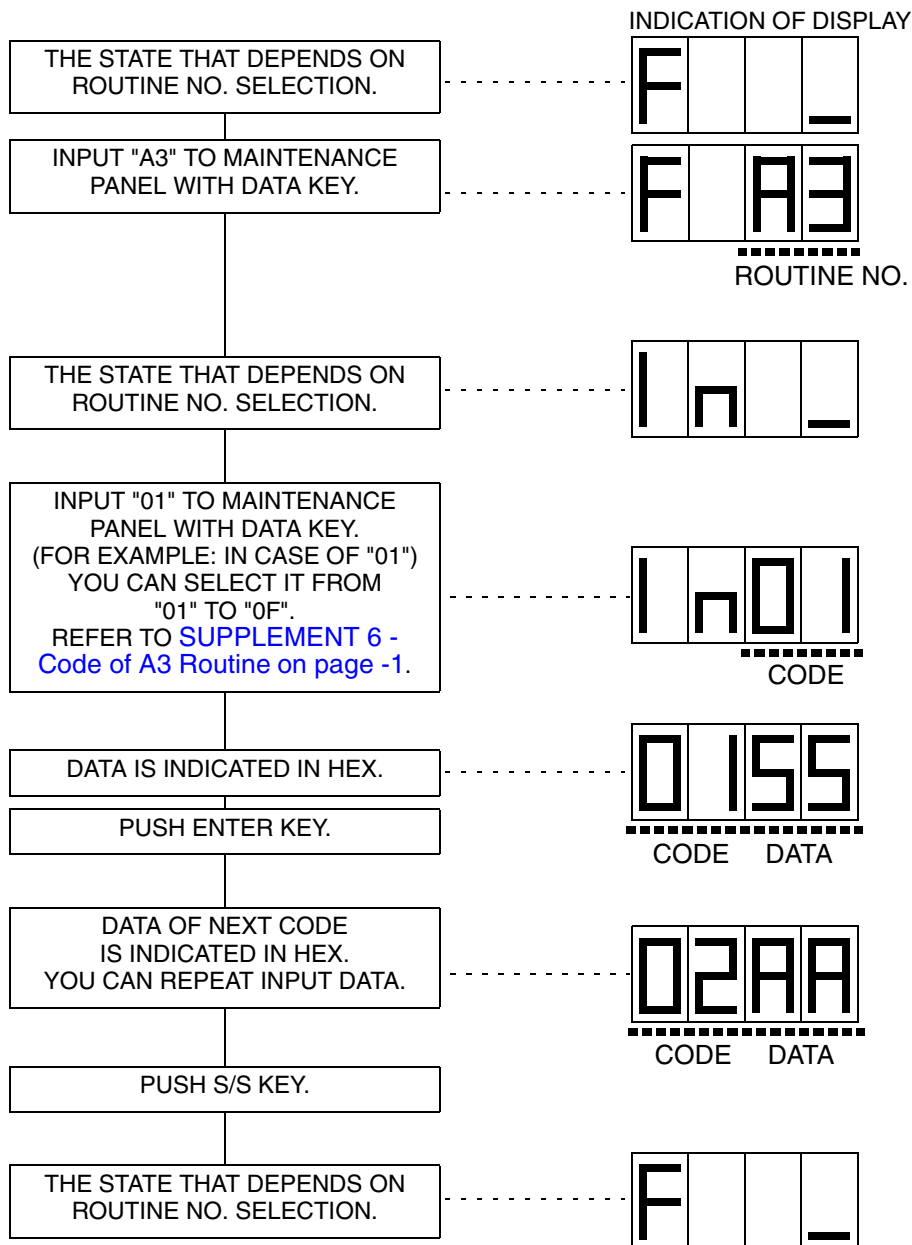 INDICATION OF DISPLAY
THE STATE THAT DEPENDS ON
ROUTINE NO. SELECTION.
F _
INPUT "A3" TO MAINTENANCE
PANEL WITH DATA KEY.
F A3
ROUTINE NO.
THE STATE THAT DEPENDS ON
ROUTINE NO. SELECTION.
In _
INPUT "01" TO MAINTENANCE
PANEL WITH DATA KEY.
(FOR EXAMPLE: IN CASE OF "01")
YOU CAN SELECT IT FROM
"01" TO "0F".
REFER TO SUPPLEMENT 6 -
Code of A3 Routine on page -1.
In01
CODE
DATA IS INDICATED IN HEX.
0155
PUSH ENTER KEY.
CODE DATA
DATA OF NEXT CODE
IS INDICATED IN HEX.
YOU CAN REPEAT INPUT DATA.
02AA
CODE DATA
PUSH S/S KEY.
THE STATE THAT DEPENDS ON
ROUTINE NO. SELECTION.
F _